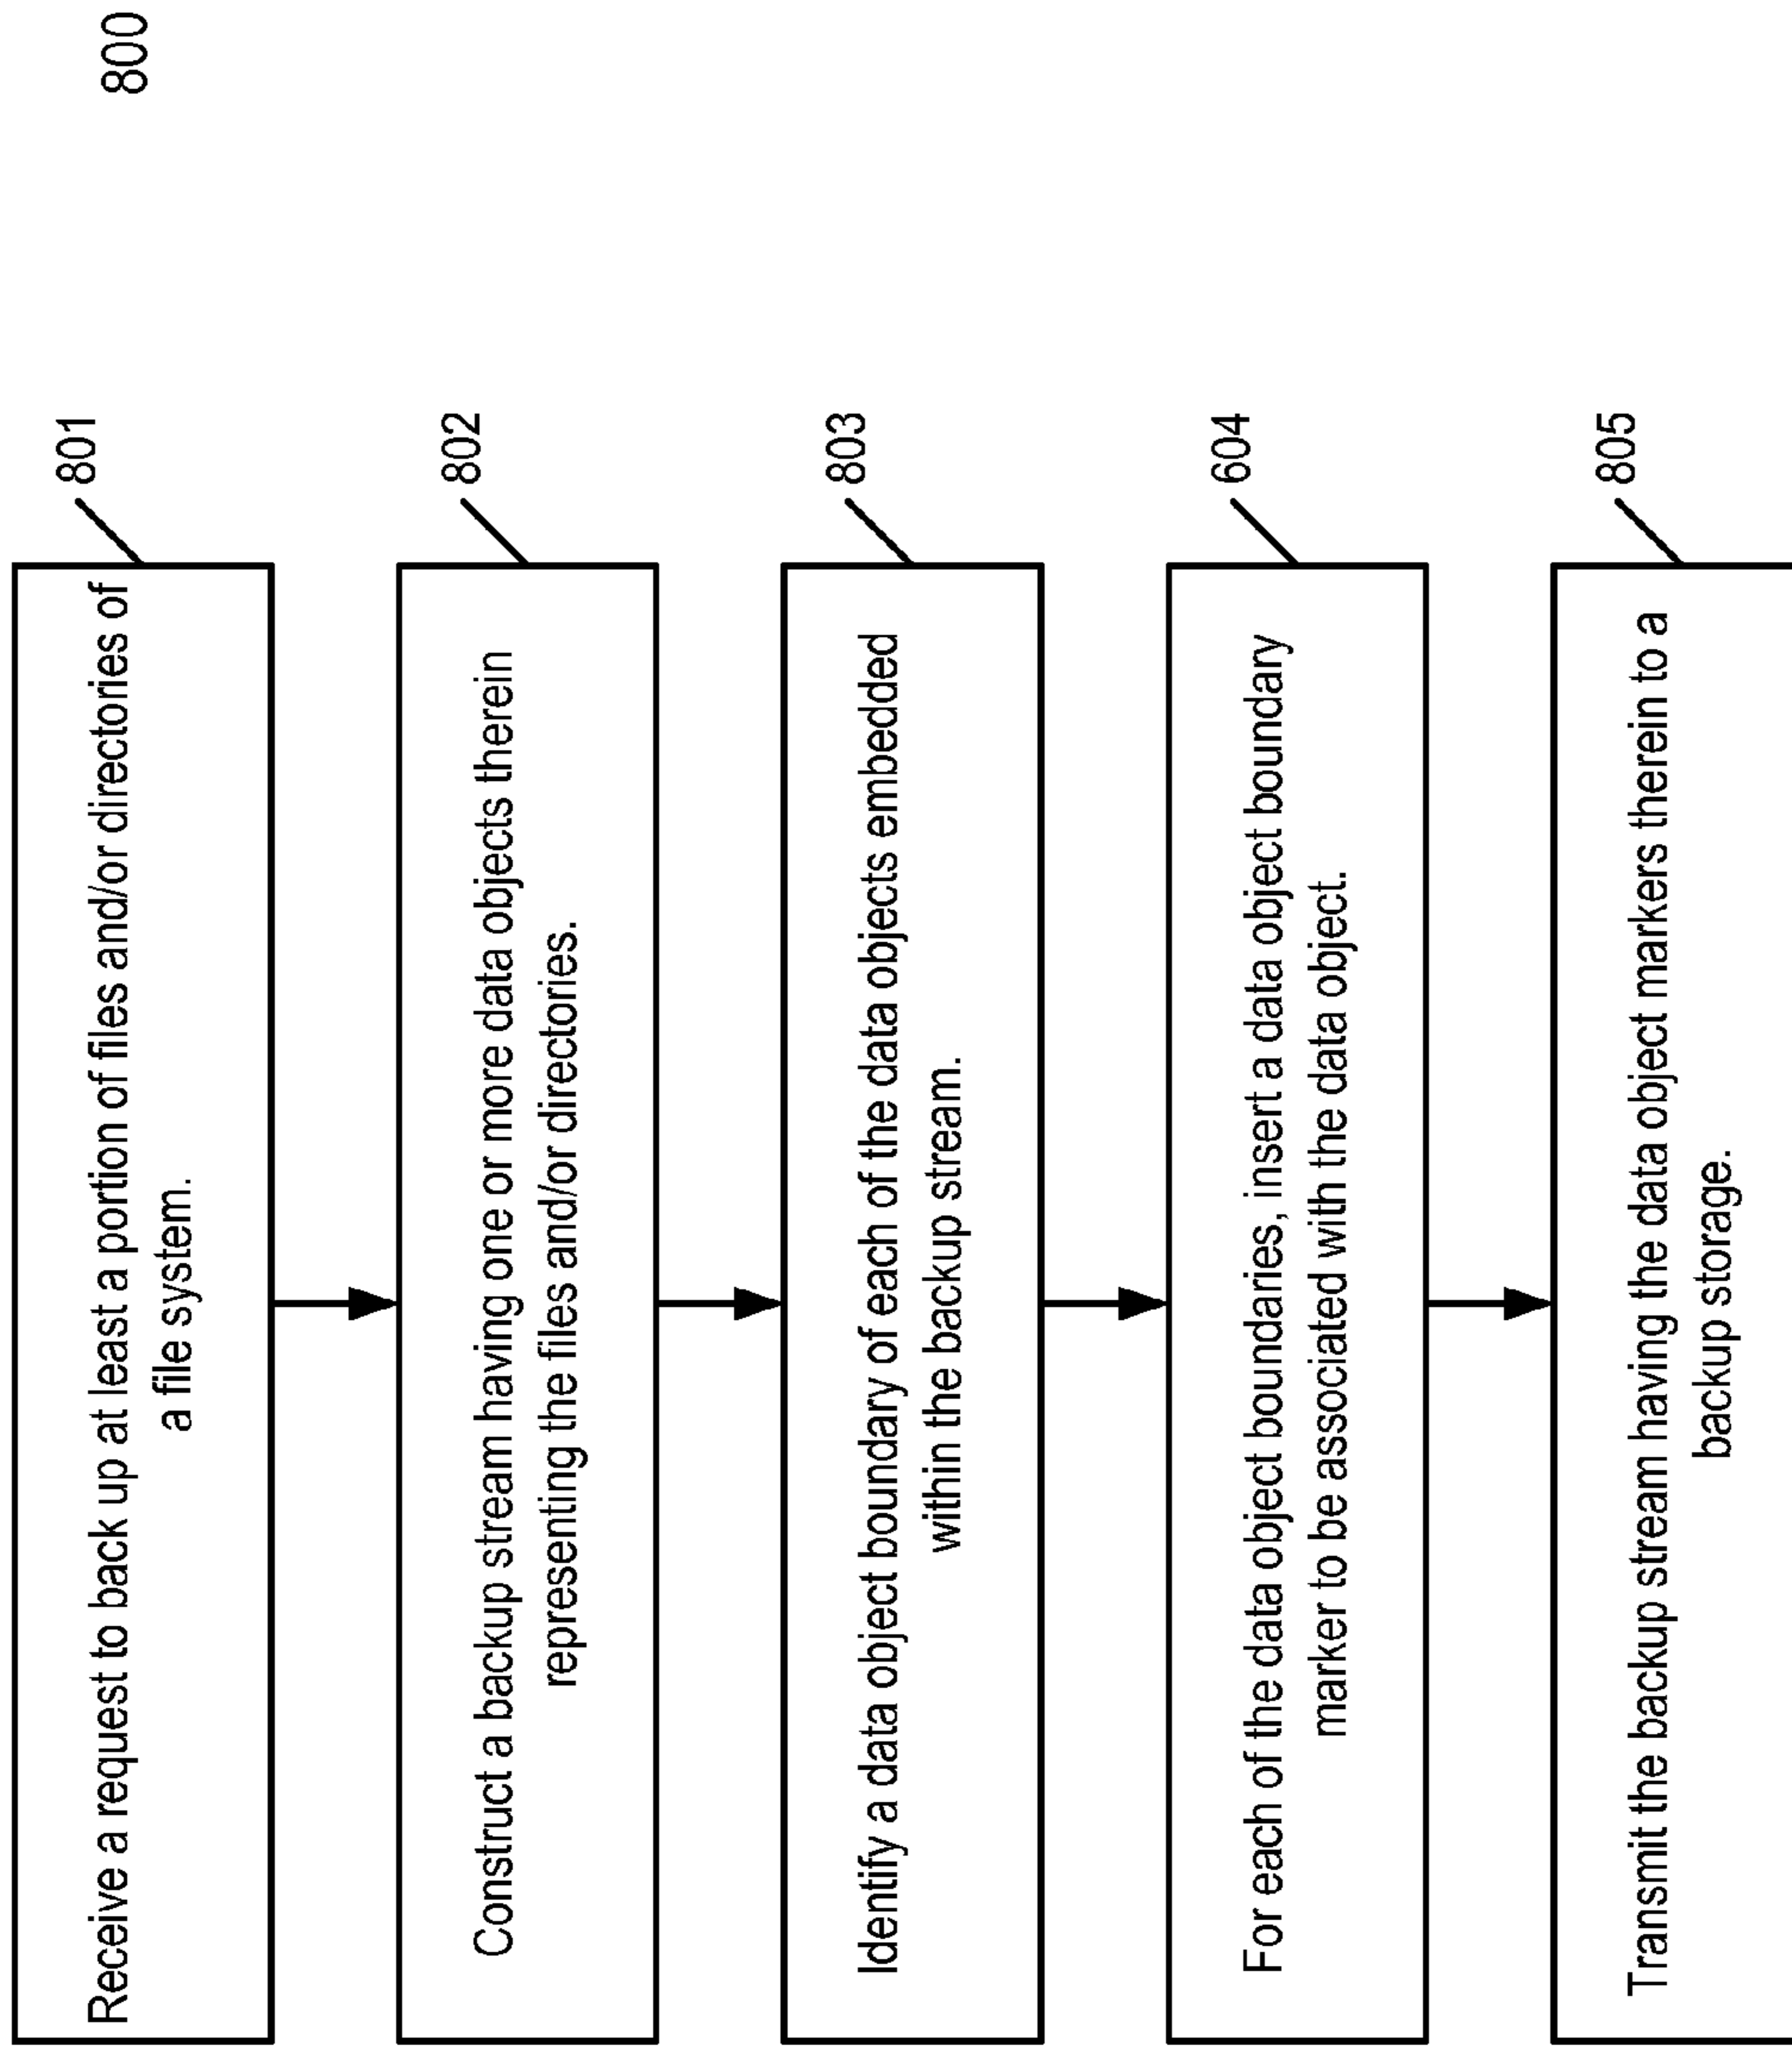 800
801
Receive a request to back up at least a portion of files and/or directories of
a file system.
802
Construct a backup stream having one or more data objects therein
representing the files and/or directories.
803
Identify a data object boundary of each of the data objects embedded
within the backup stream.
604
For each of the data object boundaries, insert a data object boundary
marker to be associated with the data object.
805
Transmit the backup stream having the data object markers therein to a
backup storage.